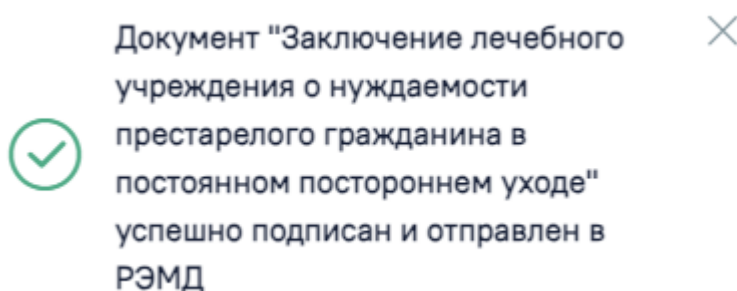 Документ "Заключение лечебного
учреждения о нуждаемости
престарелого гражданина в
постоянном постороннем уходе"
успешно подписан и отправлен в
РЭМД